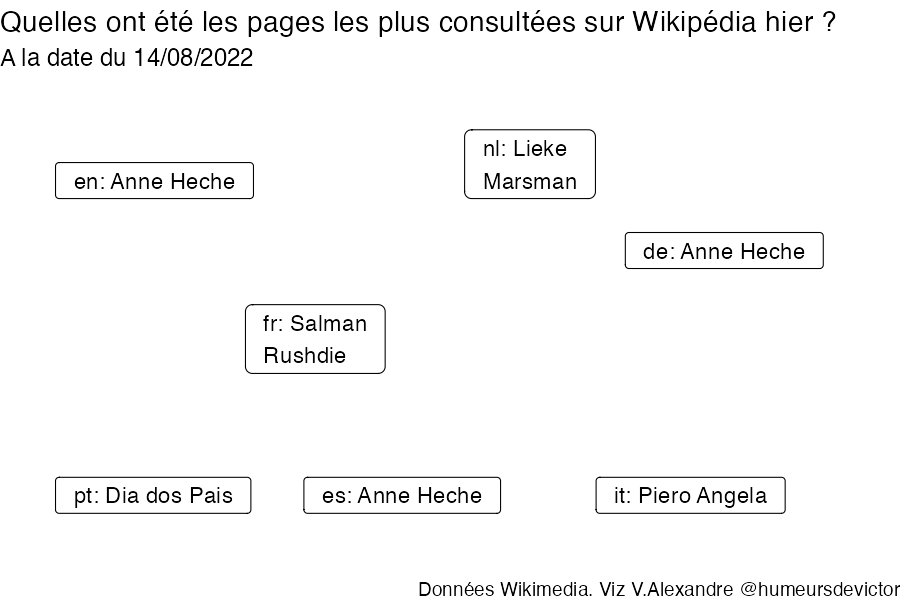 Quelles ont été les pages les plus consultées sur Wikipédia hier ?
A la date du 14/08/2022
nl: Lieke
Marsman
en: Anne Heche
de: Anne Heche
fr: Salman
Rushdie
pt: Dia dos Pais
es: Anne Heche
it: Piero Angela
Données Wikimedia. Viz V.Alexandre @humeursdevictor